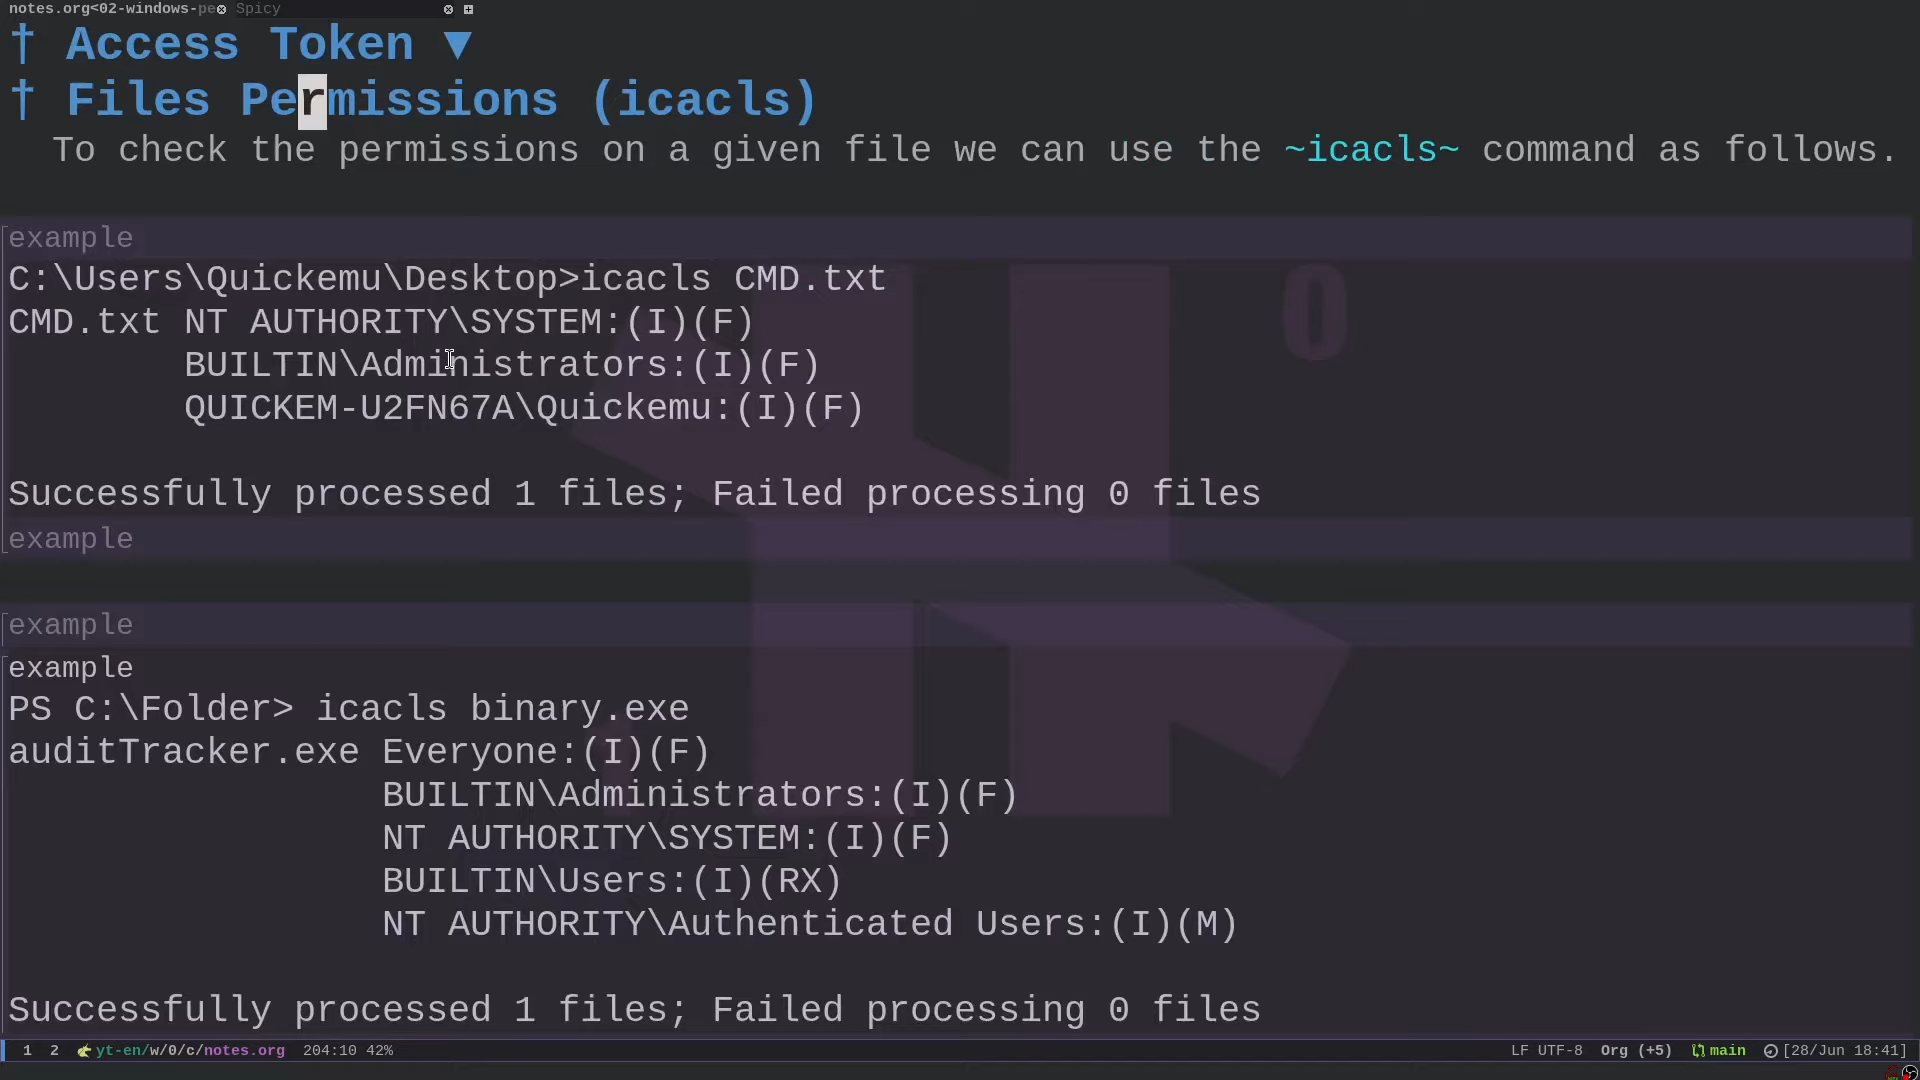 notes.org<02-windows-pe
Spicy
† Access Token ▼
† Files Permissions (icacls)
To check the permissions on a given file we can use the ~icacls~ command as follows.
example
C:\Users\Quickemu\Desktop>icacls CMD.txt
CMD.txt NT AUTHORITY\SYSTEM:(I)(F)
BUILTIN\Administrators:(I)(F)
QUICKEM-U2FN67A\Quickemu:(I)(F)
Successfully processed 1 files; Failed processing 0 files
example
example
example
PS C:\Folder> icacls binary.exe
auditTracker.exe Everyone:(I)(F)
BUILTIN\Administrators:(I)(F)
NT AUTHORITY\SYSTEM:(I)(F)
BUILTIN\Users:(I)(RX)
NT AUTHORITY\Authenticated Users:(I)(M)
Successfully processed 1 files; Failed processing 0 files
1 2 yt-en/w/0/c/notes.org 204:10 42% LF UTF-8 Org (+5) main [28/Jun 18:41]